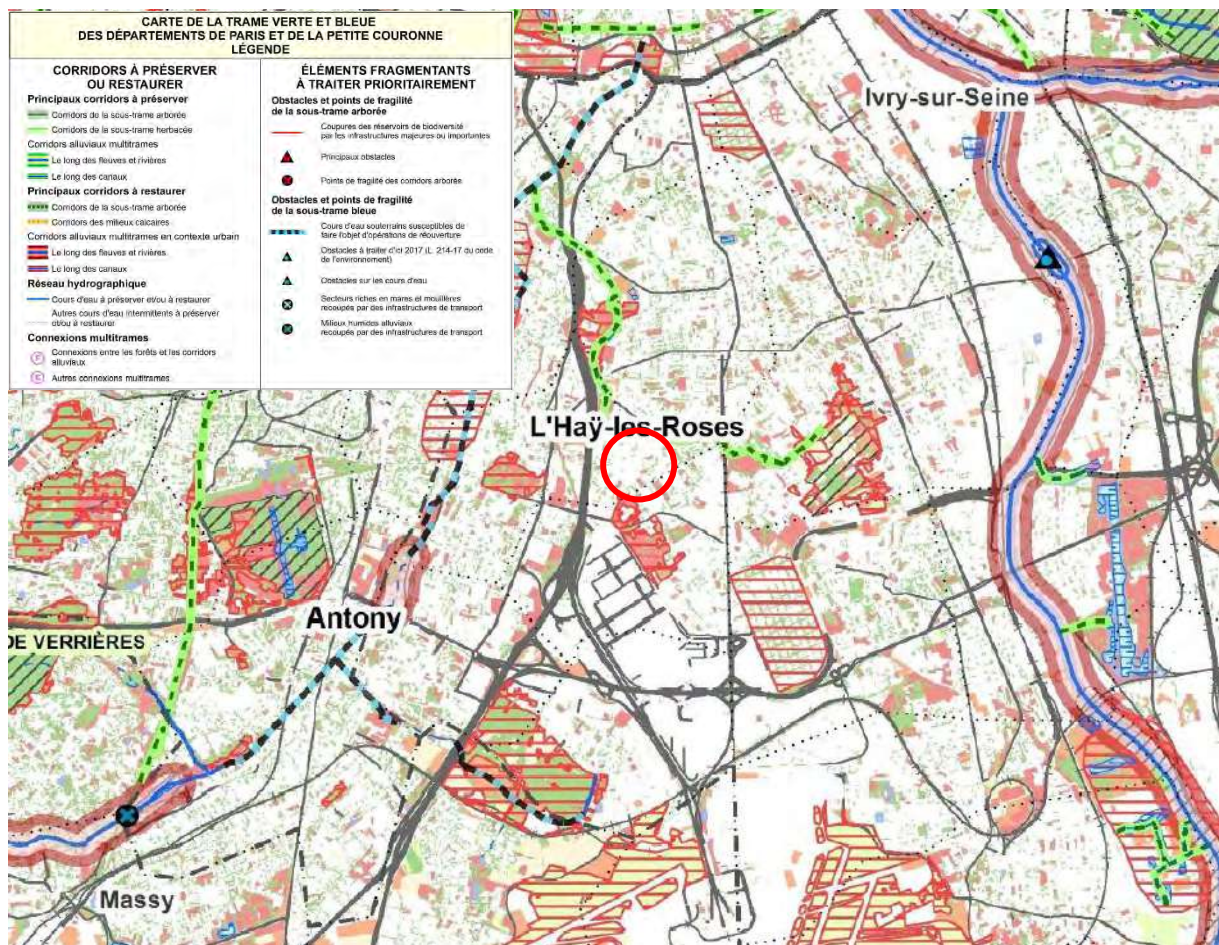 CARTE DE LA TRAME VERTE ET BLEUE
DES DÉPARTEMENTS DE PARIS ET DE LA PETITE COURONNE
LÉGENDE
CORRIDORS À PRÉSERVER
OU RESTAURER
Principaux corridors à préserver
Corridors de la sous-trame arborée
Corridors de la sous-trame herbacée
Corridors alluviaux multitrames
Le long des fleuves et rivières
Le long des canaux
Principaux corridors à restaurer
Corridors de la sous-trame arborée
Corridors des milieux calcaires
Corridors alluviaux multitrames en contexte urbain
Le long des fleuves et rivières
Le long des canaux
Réseau hydrographique
Cours d'eau à préserver et/ou à restaurer
Autres cours d'eau intermittents à préserver
et/ou à restaurer
Connexions multitrames
Connexions entre les forêts et les corridors
alluviaux
Autres connexions multitrames
ÉLÉMENTS FRAGMENTANTS
À TRAITER PRIORITAIREMENT
Obstacles et points de fragilité
de la sous-trame arborée
Coupures des réservoirs de biodiversité
par les infrastructures majeures ou importantes
Principaux obstacles
Points de fragilité des corridors arborés
Obstacles et points de fragilité
de la sous-trame bleue
Cours d'eau souterrains susceptibles de
faire l'objet d'opérations de réouverture
Obstacles à traiter d'ici 2017 (L. 214-17 du code
de l'environnement)
Obstacles sur les cours d'eau
Secteurs riches en mares et mouillères
recoupés par des infrastructures de transport
Milieux humides alluviaux
recoupés par des infrastructures de transport
Ivry-sur-Seine
L'Haÿ-les-Roses
Antony
DE VERRIÈRES
Massy